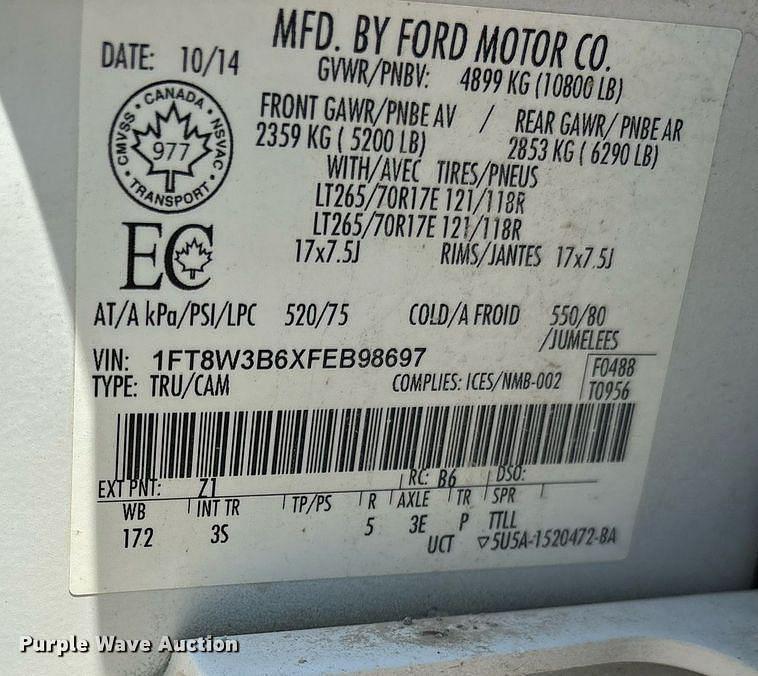 MFD. BY FORD MOTOR CO.
DATE: 10/14
GVWR/PNBV: 4899 KG (10800 LB)
FRONT GAWR/PNBE AV / REAR GAWR/ PNBE AR
2359 KG ( 5200 LB) 2853 KG ( 6290 LB)
WITH/AVEC TIRES/PNEUS
LT265/70R17E 121/118R
LT265/70R17E 121/118R
17x7.5J RIMS/JANTES 17x7.5J
CMVSS · CANADA · NSVAC · TRANSPORT ·
977
EC
AT/A kPa/PSI/LPC 520/75 COLD/A FROID 550/80
/JUMELEES
VIN: 1FT8W3B6XFEB98697
TYPE: TRU/CAM COMPLIES: ICES/NMB-002
F0488
T0956
EXT PNT: Z1 RC: B6 DSO:
WB INT TR TP/PS R AXLE TR SPR
172 3S 5 3E P TTLL
UCT ▽5U5A-1520472-BA
Purple Wave Auction